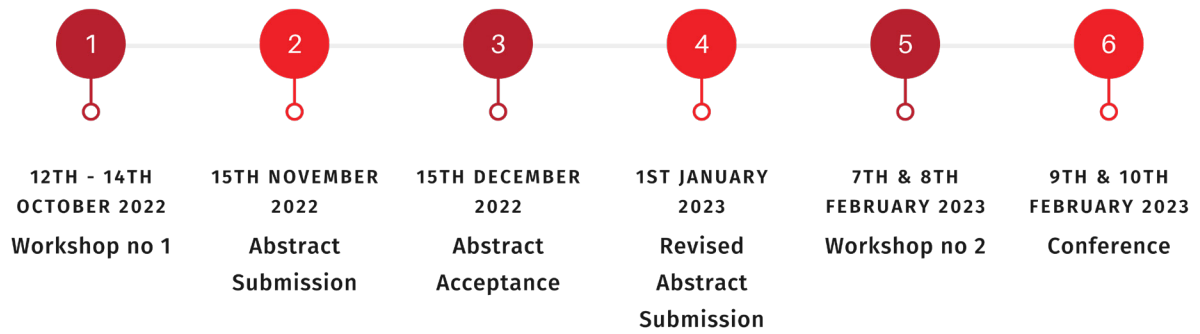 1
2
3
4
5
6
12TH - 14TH
OCTOBER 2022
Workshop no 1
15TH NOVEMBER
2022
Abstract
Submission
15TH DECEMBER
2022
Abstract
Acceptance
1ST JANUARY
2023
Revised
Abstract
Submission
7TH & 8TH
FEBRUARY 2023
Workshop no 2
9TH & 10TH
FEBRUARY 2023
Conference